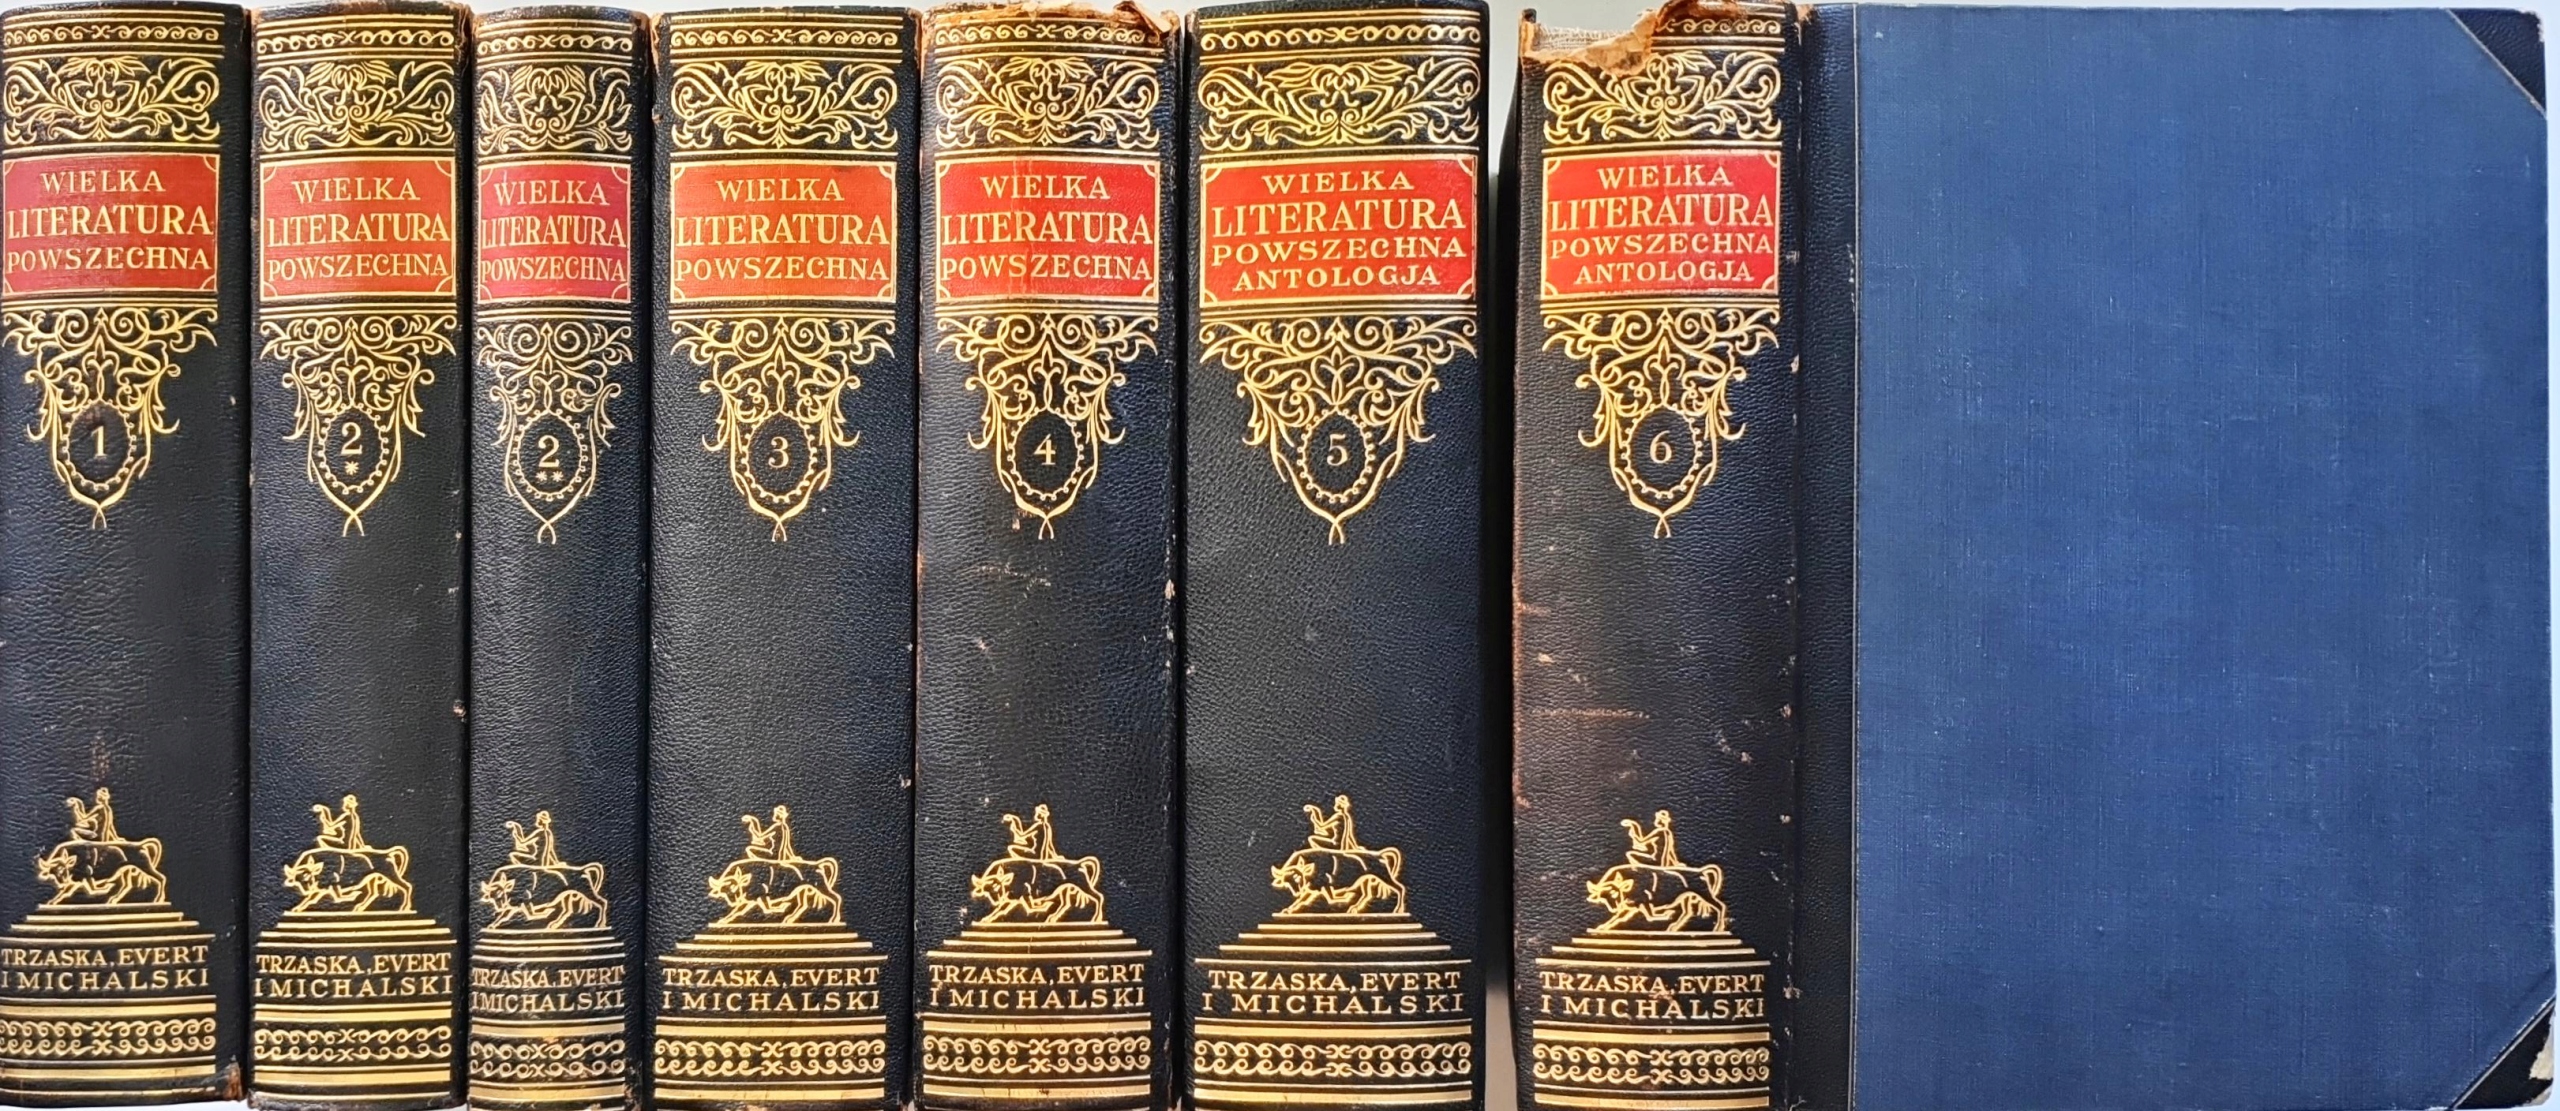 WIELKA
LITERATURA
POWSZECHNA
1
TRZASKA, EVERT
I MICHALSKI
WIELKA
LITERATURA
POWSZECHNA
2
*
TRZASKA, EVERT
I MICHALSKI
WIELKA
LITERATURA
POWSZECHNA
2
**
TRZASKA, EVERT
I MICHALSKI
WIELKA
LITERATURA
POWSZECHNA
3
TRZASKA, EVERT
I MICHALSKI
WIELKA
LITERATURA
POWSZECHNA
4
TRZASKA, EVERT
I MICHALSKI
WIELKA
LITERATURA
POWSZECHNA
ANTOLOGJA
5
TRZASKA, EVERT
I MICHALSKI
WIELKA
LITERATURA
POWSZECHNA
ANTOLOGJA
6
TRZASKA, EVERT
I MICHALSKI